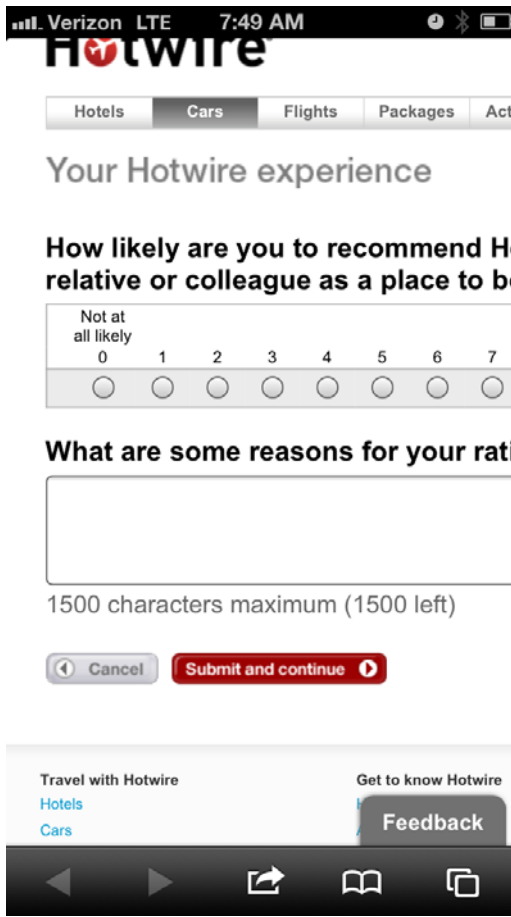 Verizon LTE 7:49 AM
Hotwire
Hotels Cars Flights Packages Act
Your Hotwire experience
How likely are you to recommend H
relative or colleague as a place to b
Not at
all likely
0 1 2 3 4 5 6 7
What are some reasons for your rati
1500 characters maximum (1500 left)
Cancel Submit and continue
Travel with Hotwire Get to know Hotwire
Hotels
Cars
Feedback